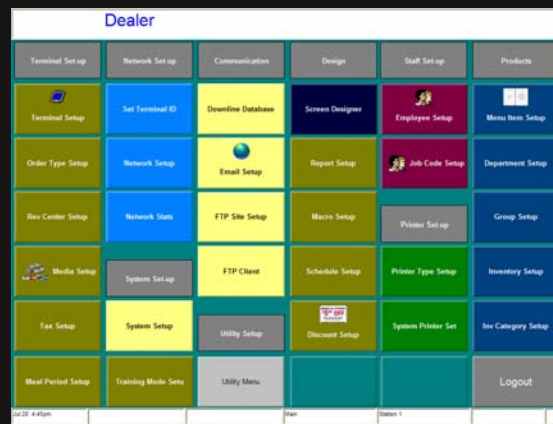 Dealer
Terminal Set-up
Network Set-up
Communication
Design
Staff Set-up
Products
Terminal Setup
Set Terminal ID
Downline Database
Screen Designer
Employee Setup
Menu Item Setup
Order Type Setup
Network Setup
Email Setup
Report Setup
Job Code Setup
Department Setup
Rev Center Setup
Network Stats
FTP Site Setup
Macro Setup
Printer Set-up
Group Setup
Media Setup
System Set-up
FTP Client
Schedule Setup
Printer Type Setup
Inventory Setup
Tax Setup
System Setup
Utility Setup
Discount Setup
System Printer Set
Inv Category Setup
Meal Period Setup
Training Mode Setu
Utility Menu
Logout
4:45pm
Main
Station 1